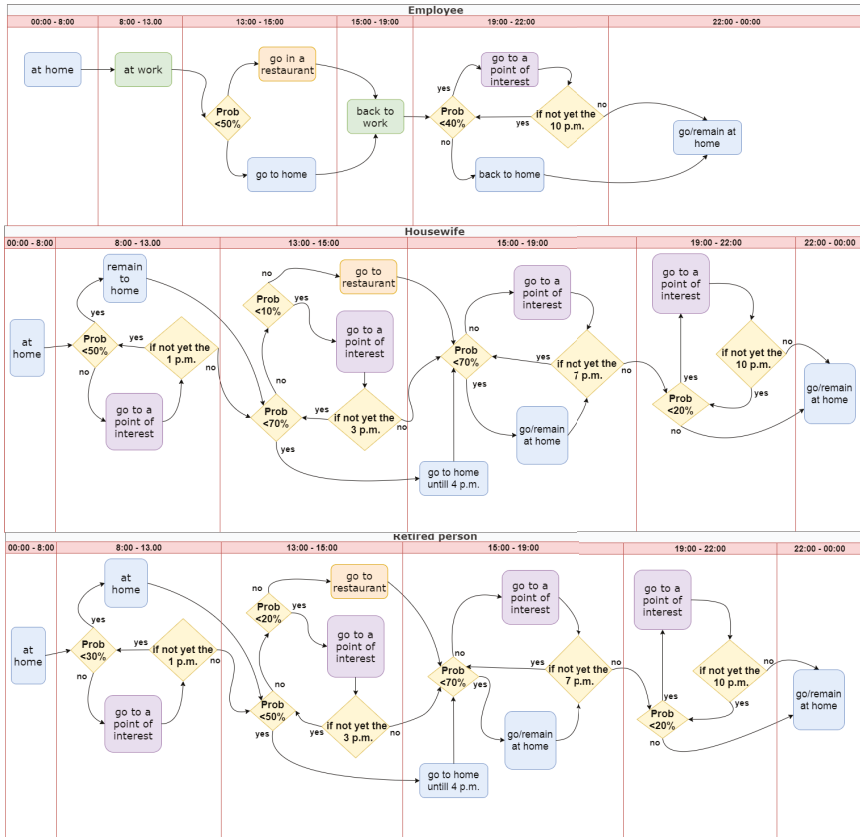 Employee
00:00 - 8:00
8:00 - 13.00
13:00 - 15:00
15:00 - 19:00
19:00 - 22:00
22:00 - 00:00
at home
at work
Prob
<50%
go in a
restaurant
go to home
back to
work
yes
Prob
<40%
no
go to a
point of
interest
yes
if not yet the
10 p.m.
no
back to home
go/remain at
home
Housewife
00:00 - 8:00
8:00 - 13.00
13:00 - 15:00
15:00 - 19:00
19:00 - 22:00
22:00 - 00:00
at
home
remain
to
home
yes
Prob
<50%
no
yes
if not yet the
1 p.m.
no
go to a
point of
interest
no
Prob
<10%
yes
go to
restaurant
go to a
point of
interest
no
Prob
<70%
yes
yes
if not yet the
3 p.m.
no
go to home
untill 4 p.m.
no
Prob
<70%
yes
go to a
point of
interest
yes
if not yet the
7 p.m.
no
go/remain
at home
go to a
point of
interest
yes
Prob
<20%
no
if not yet the
10 p.m.
yes
no
go/remain
at home
Retired person
00:00 - 8:00
8:00 - 13.00
13:00 - 15:00
15:00 - 19:00
19:00 - 22:00
22:00 - 00:00
at
home
at
home
yes
Prob
<30%
no
yes
if not yet the
1 p.m.
no
go to a
point of
interest
no
Prob
<20%
yes
go to
restaurant
go to a
point of
interest
no
Prob
<50%
yes
yes
if not yet the
3 p.m.
no
go to home
untill 4 p.m.
no
Prob
<70%
yes
go to a
point of
interest
yes
if not yet the
7 p.m.
no
go/remain
at home
go to a
point of
interest
yes
Prob
<20%
no
if not yet the
10 p.m.
yes
no
go/remain
at home